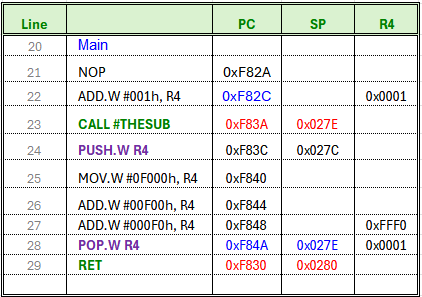 Line PC SP R4
20 Main
21 NOP 0xF82A
22 ADD.W #001h, R4 0xF82C 0x0001
23 CALL #THESUB 0xF83A 0x027E
24 PUSH.W R4 0xF83C 0x027C
25 MOV.W #0F000h, R4 0xF840
26 ADD.W #00F00h, R4 0xF844
27 ADD.W #000F0h, R4 0xF848 0xFFF0
28 POP.W R4 0xF84A 0x027E 0x0001
29 RET 0xF830 0x0280